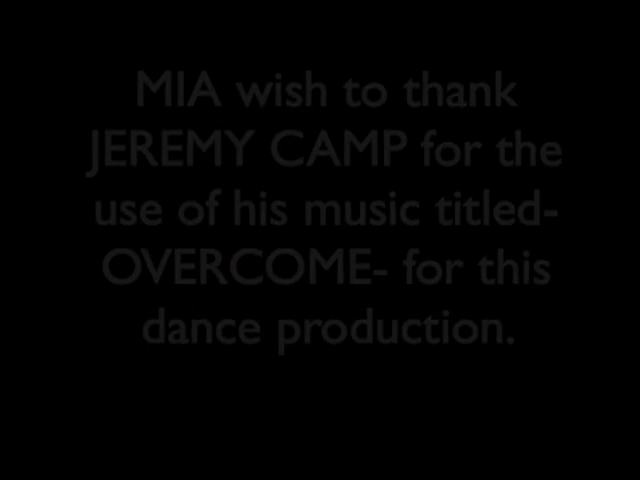 MIA wish to thank
JEREMY CAMP for the
use of his music titled-
OVERCOME- for this
dance production.